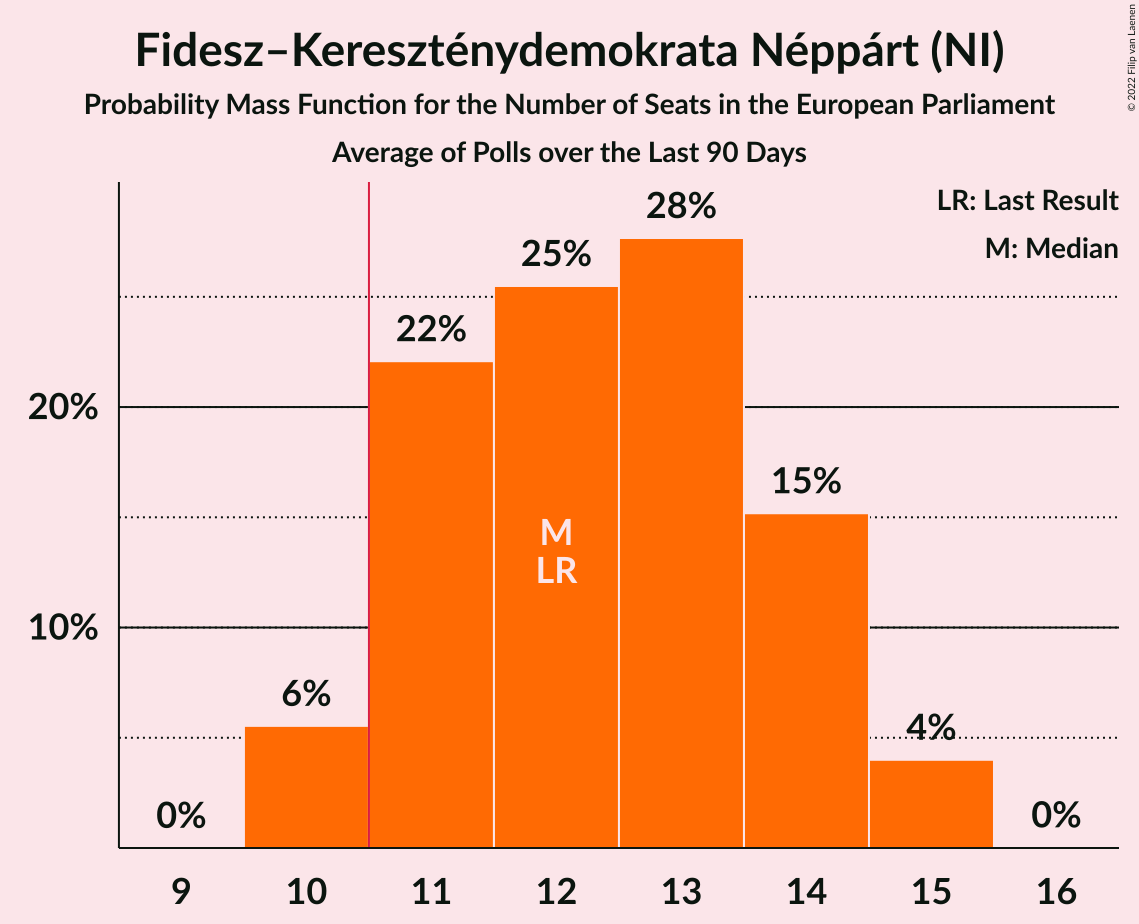 Fidesz–Kereszténydemokrata Néppárt (NI)
Probability Mass Function for the Number of Seats in the European Parliament
Average of Polls over the Last 90 Days
© 2022 Filip van Laenen
LR: Last Result
M: Median
28%
25%
22%
20%
15%
M
LR
10%
6%
4%
0%
0%
9 10 11 12 13 14 15 16